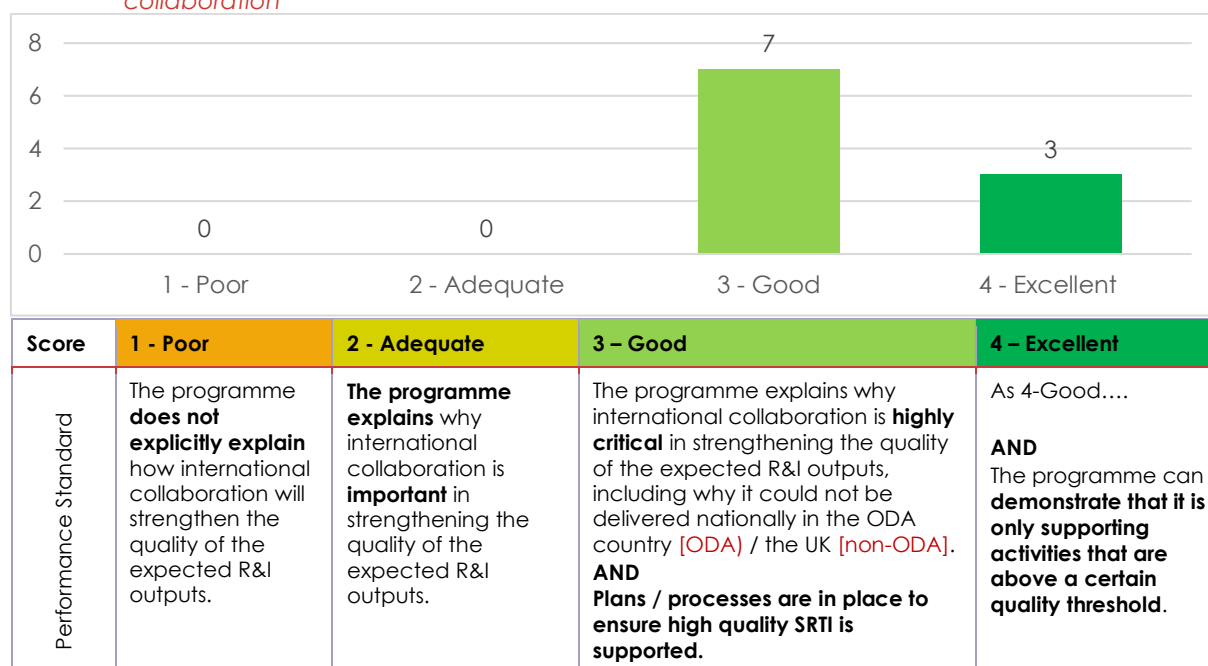 collaboration
8
6
4
2
0
0
0
7
3
1 - Poor
2 - Adequate
3 - Good
4 - Excellent
Score
1 - Poor
2 - Adequate
3 – Good
4 – Excellent
Performance Standard
The programme
does not
explicitly explain
how international
collaboration will
strengthen the
quality of the
expected R&I
outputs.
The programme
explains why
international
collaboration is
important in
strengthening the
quality of the
expected R&I
outputs.
The programme explains why
international collaboration is highly
critical in strengthening the quality
of the expected R&I outputs,
including why it could not be
delivered nationally in the ODA
country [ODA) / the UK [non-ODA].
AND
Plans / processes are in place to
ensure high quality SRTI is
supported.
As 4-Good….
AND
The programme can
demonstrate that it is
only supporting
activities that are
above a certain
quality threshold.